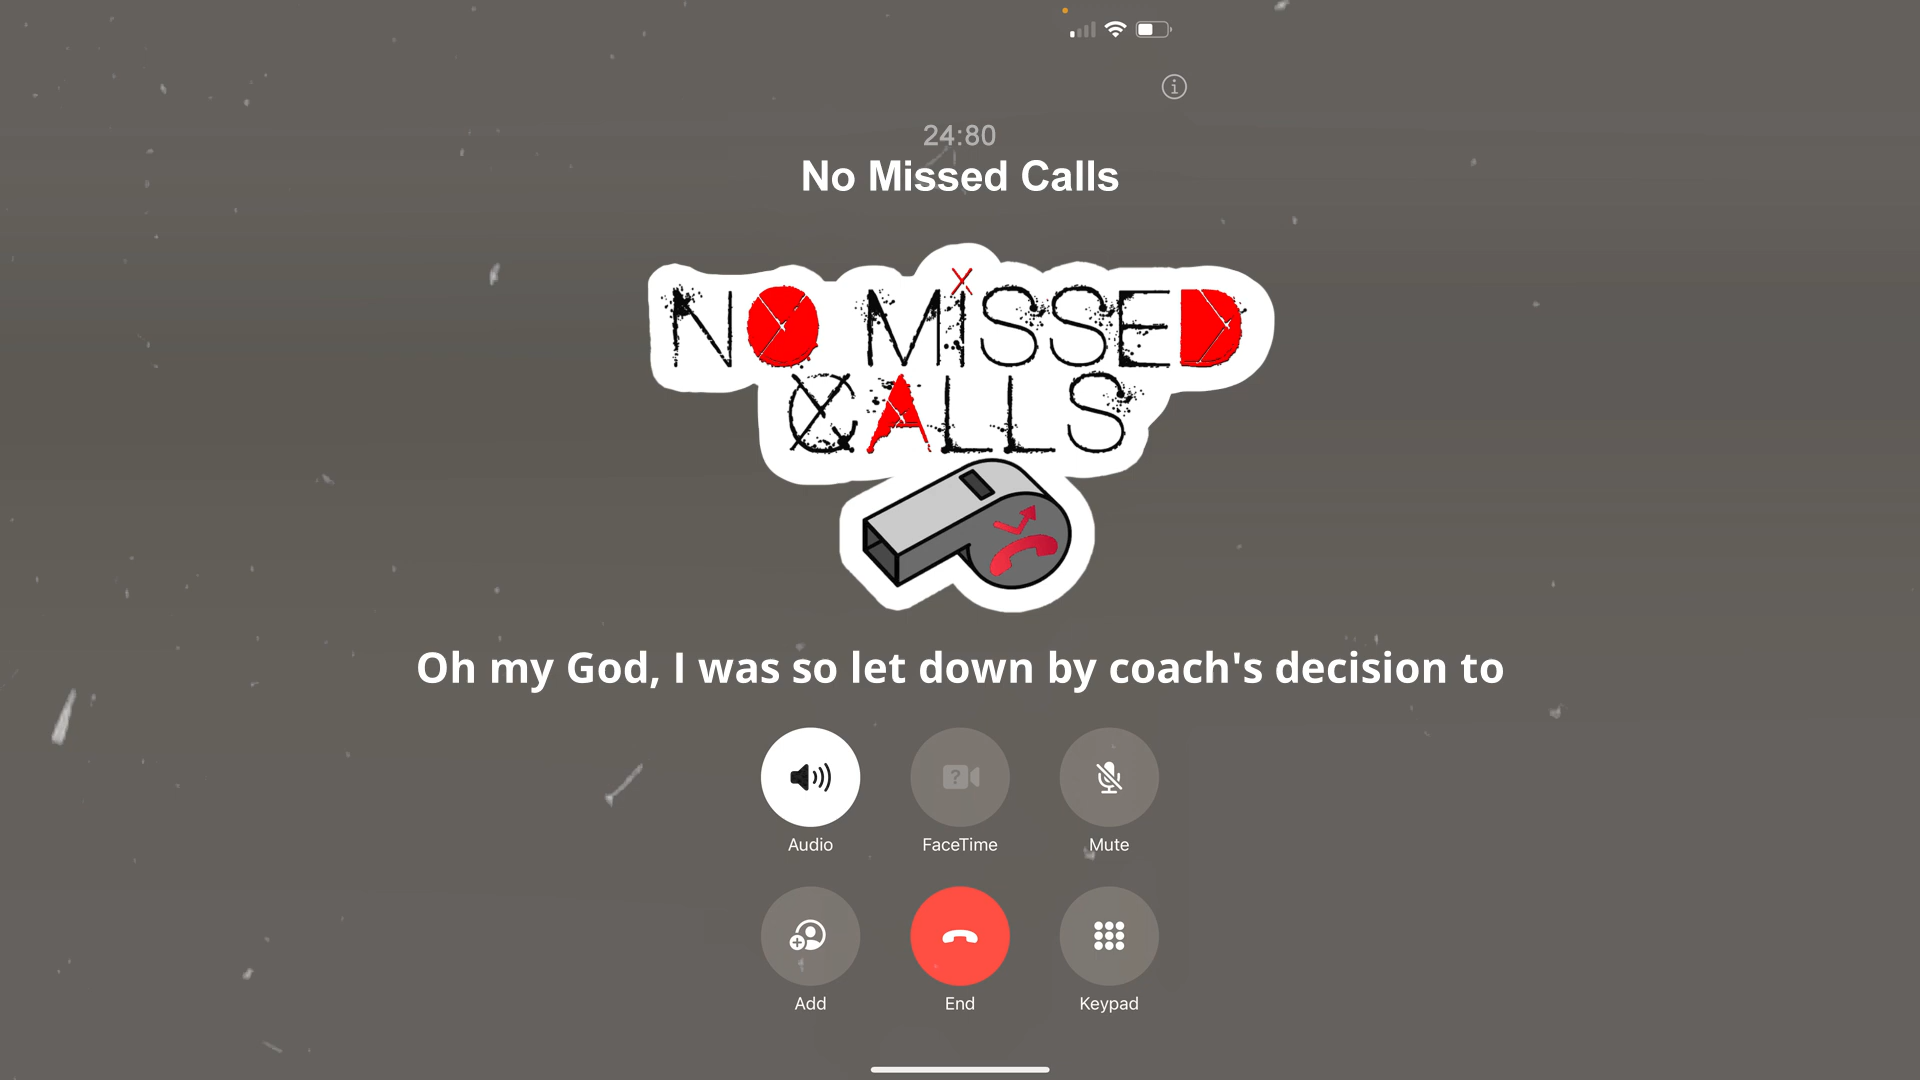 24:80
No Missed Calls
NO MiSSED
CALLS
Oh my God, I was so let down by coach's decision to
Audio
FaceTime
Mute
Add
End
Keypad